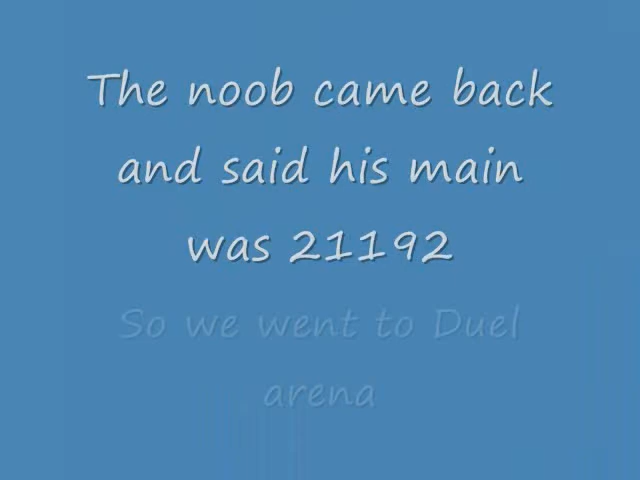 The noob came back
and said his main
was 21192
So we went to Duel
arena